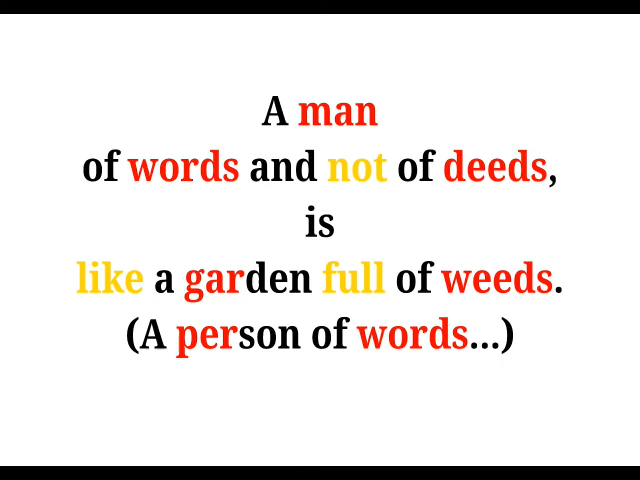 A man
of words and not of deeds,
is
like a garden full of weeds.
(A person of words...)